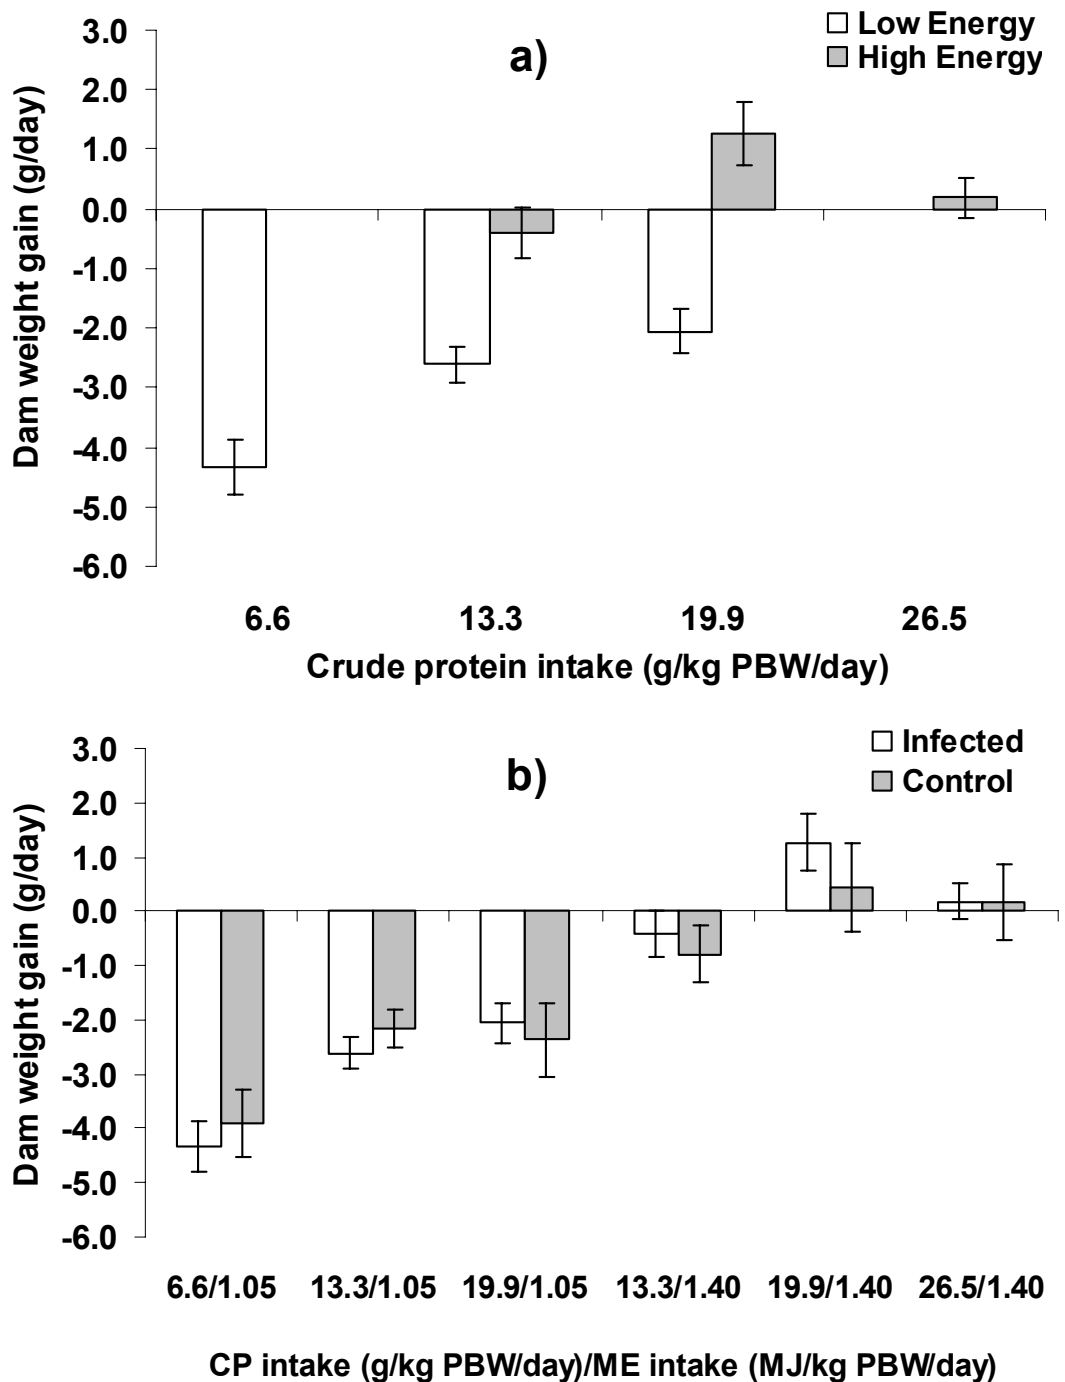 a)
Low Energy
High Energy
Dam weight gain (g/day)
3.0
2.0
1.0
0.0
-1.0
-2.0
-3.0
-4.0
-5.0
-6.0
6.6 13.3 19.9 26.5
Crude protein intake (g/kg PBW/day)
b)
Infected
Control
Dam weight gain (g/day)
3.0
2.0
1.0
0.0
-1.0
-2.0
-3.0
-4.0
-5.0
-6.0
6.6/1.05 13.3/1.05 19.9/1.05 13.3/1.40 19.9/1.40 26.5/1.40
CP intake (g/kg PBW/day)/ME intake (MJ/kg PBW/day)